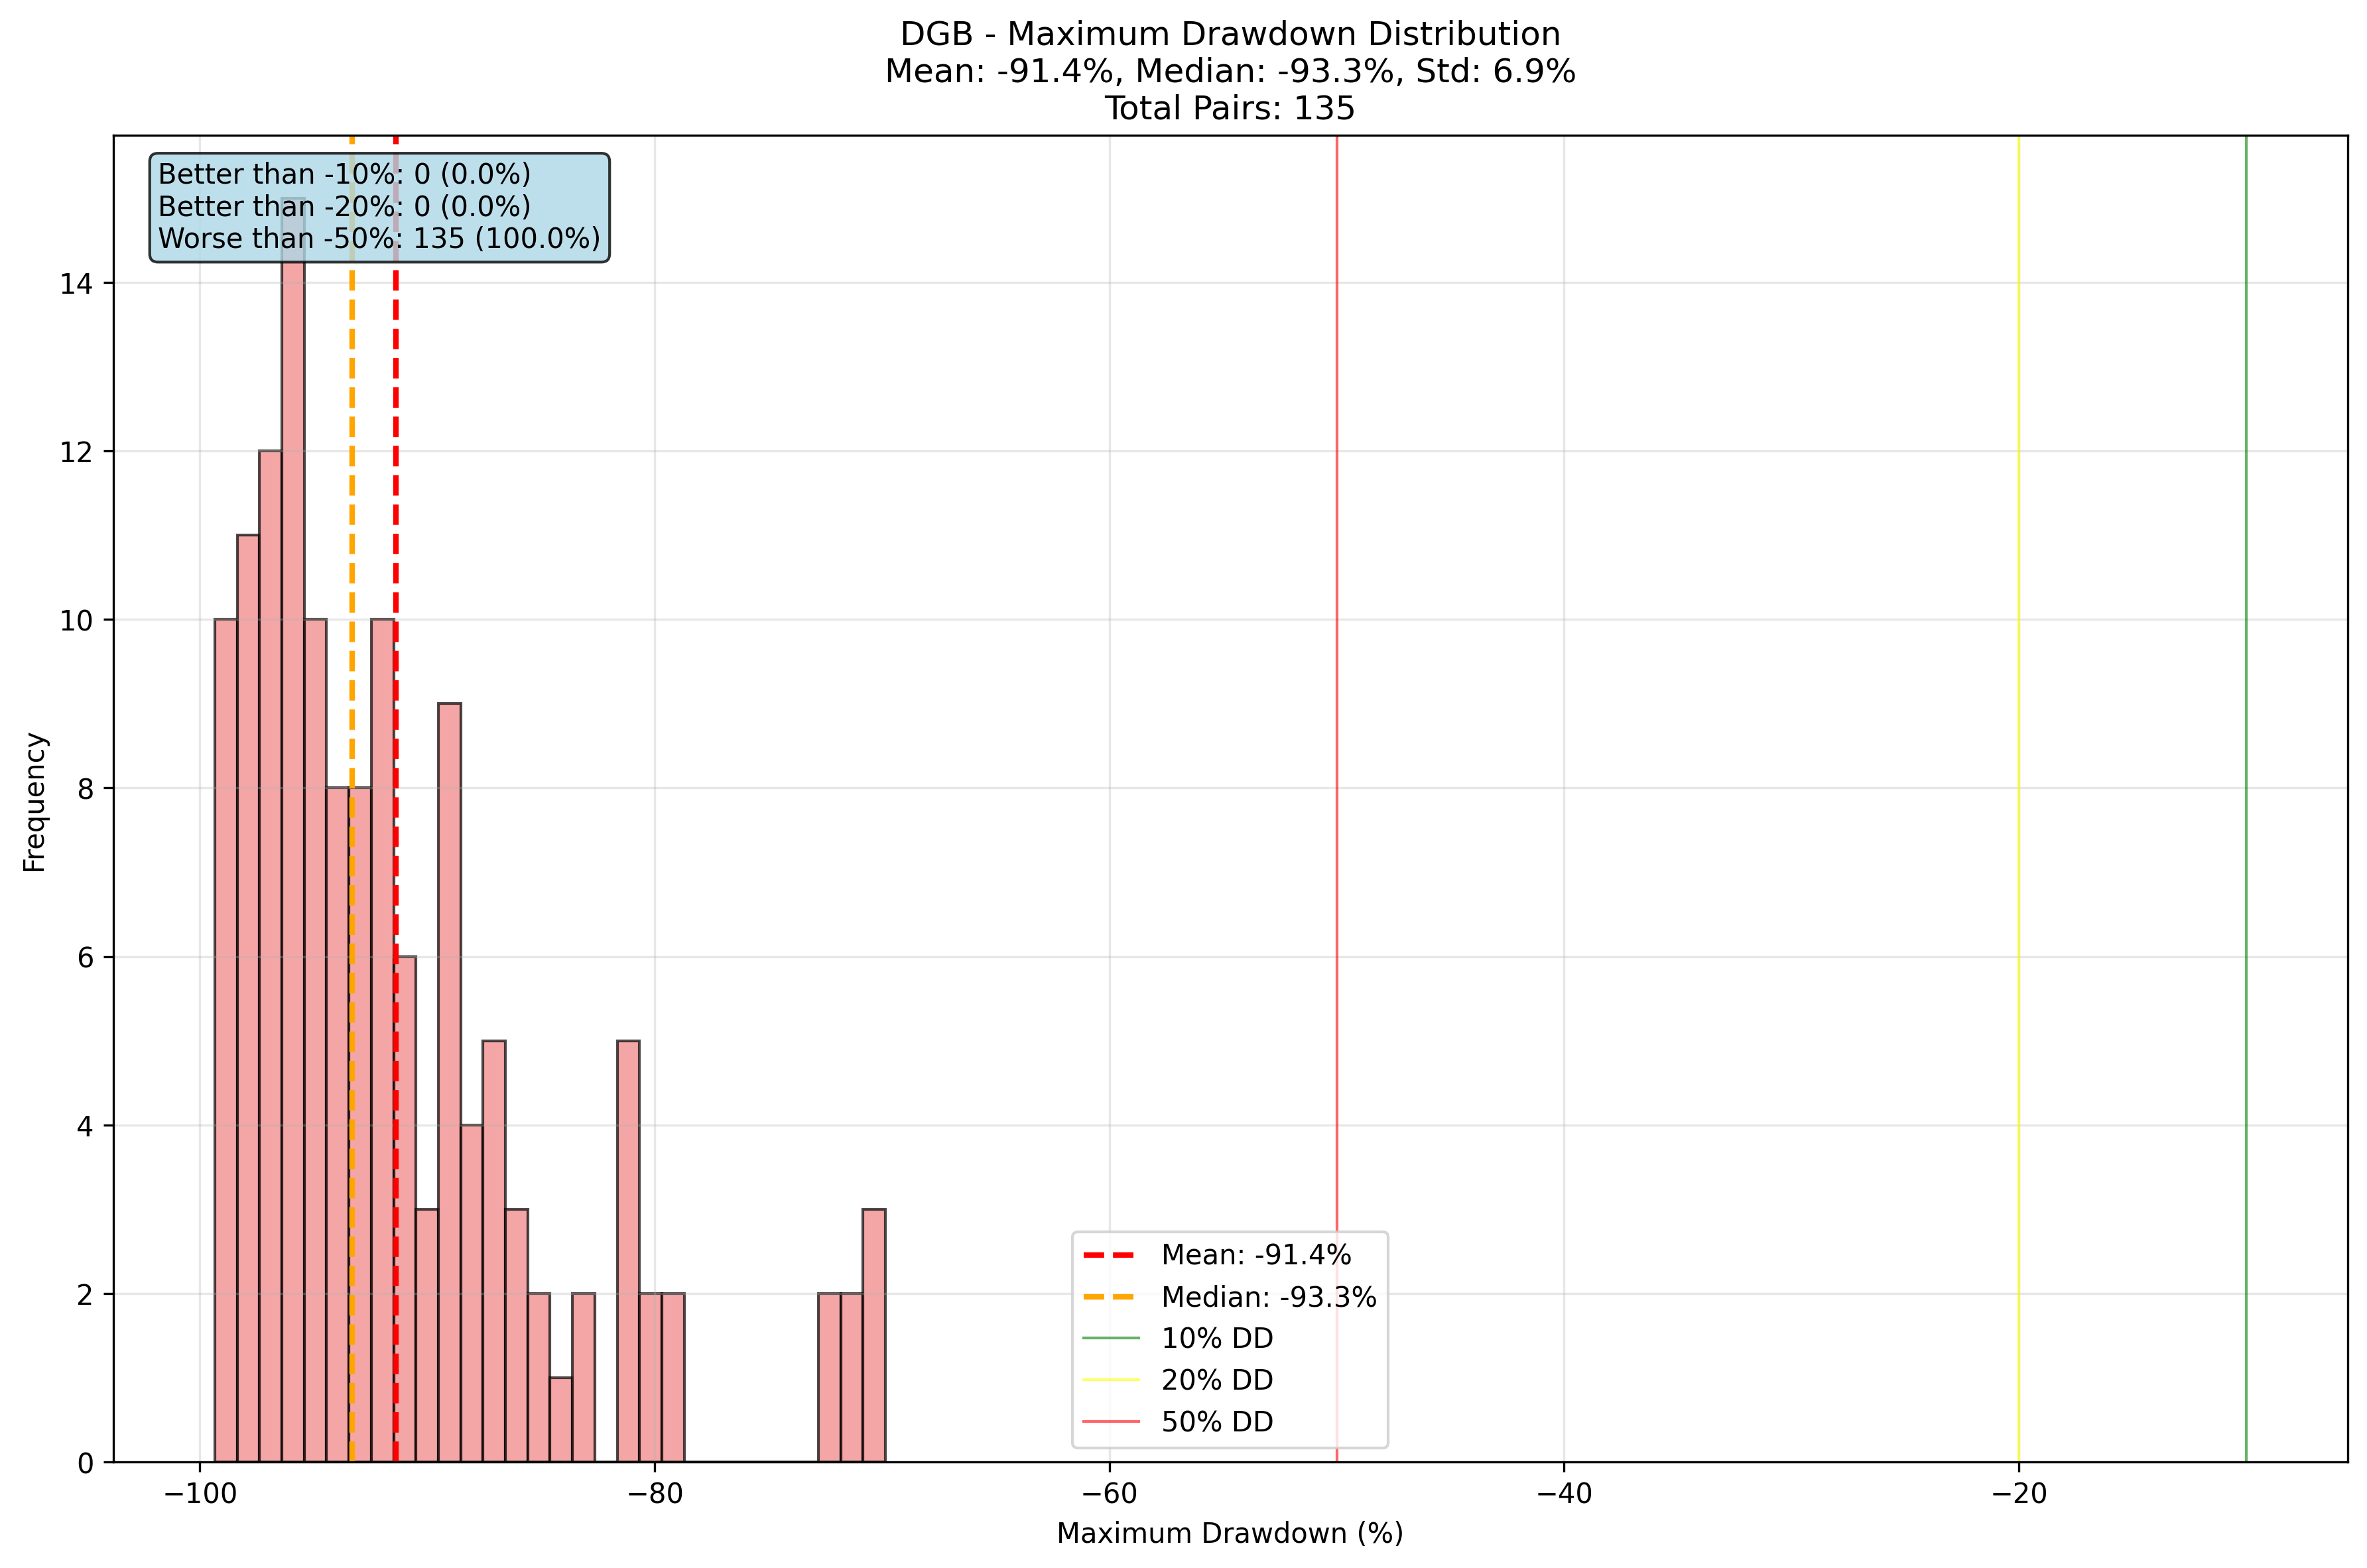 DGB - Maximum Drawdown Distribution
Mean: -91.4%, Median: -93.3%, Std: 6.9%
Total Pairs: 135
Better than -10%: 0 (0.0%)
Better than -20%: 0 (0.0%)
Worse than -50%: 135 (100.0%)
14
12
10
8
6
4
2
0
Frequency
Mean: -91.4%
Median: -93.3%
10% DD
20% DD
50% DD
−100
−80
−60
−40
−20
Maximum Drawdown (%)